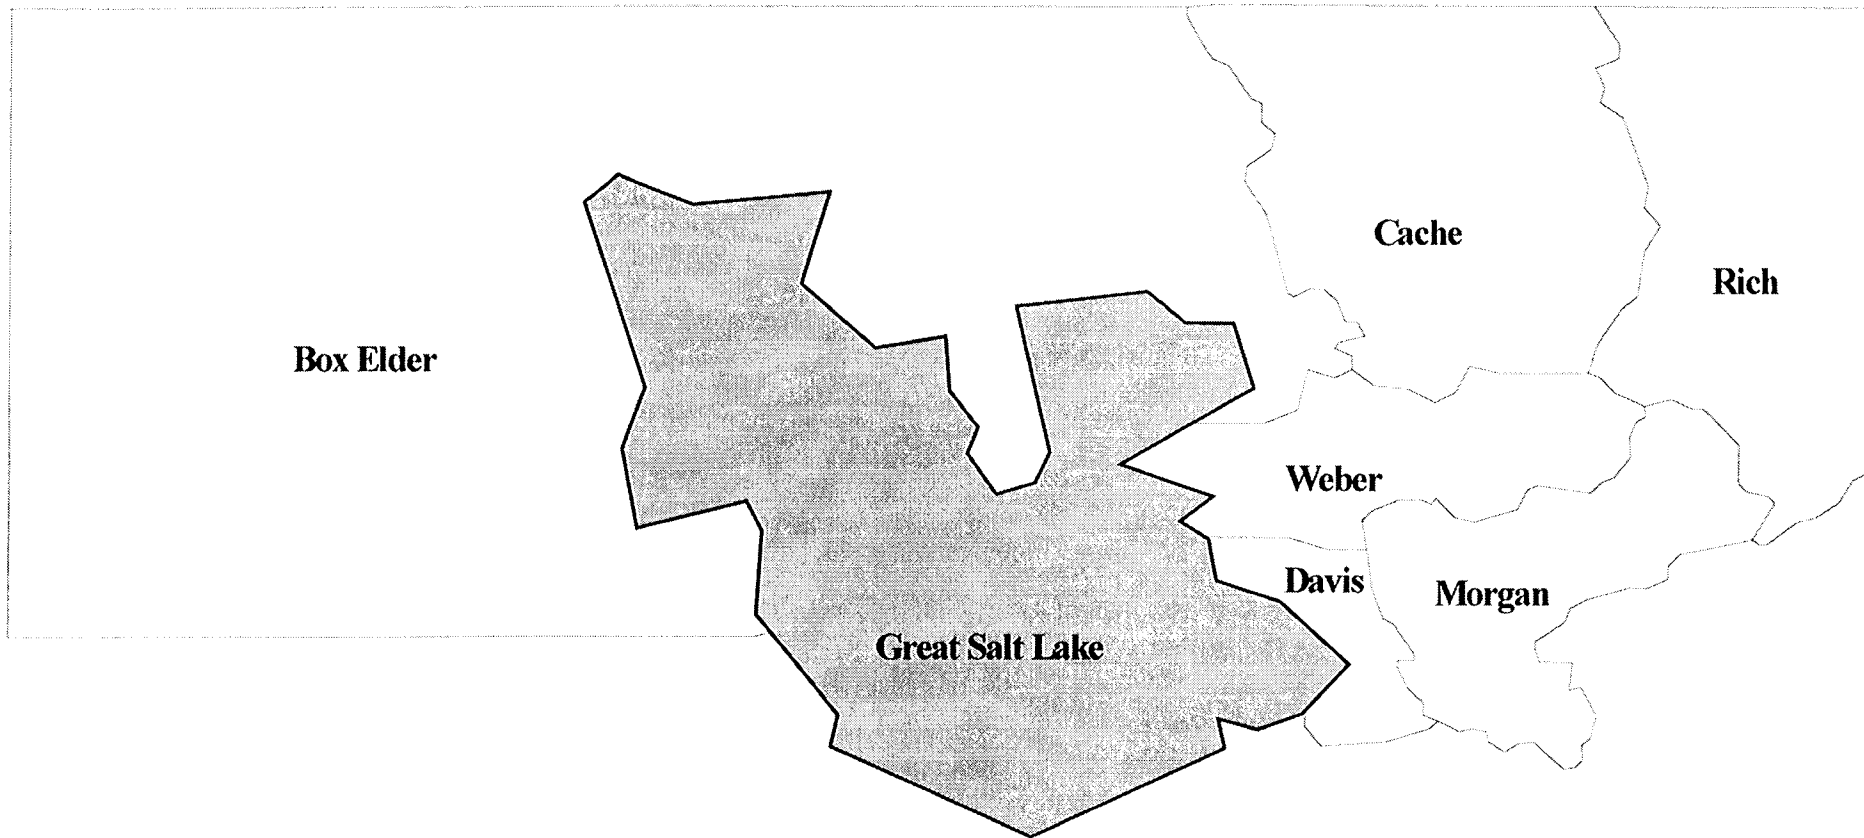 Cache
Rich
Box Elder
Weber
Davis
Morgan
Great Salt Lake